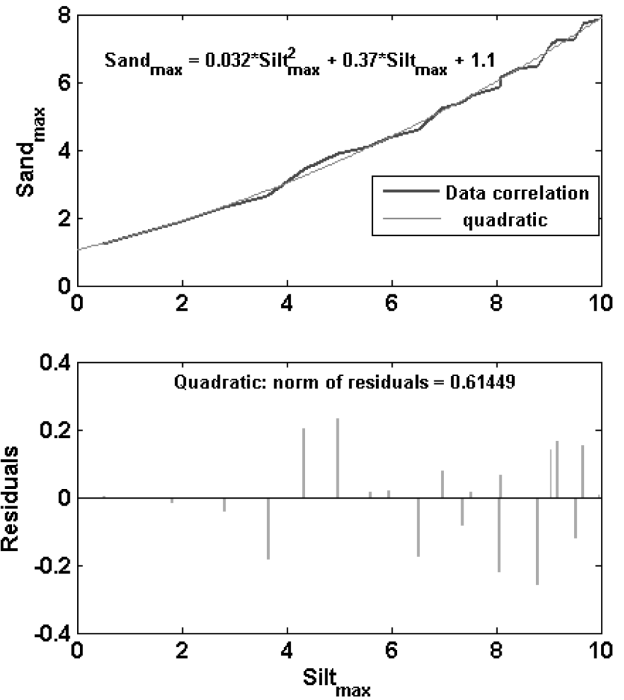 8
6
4
2
0
Sand_max
Sand_max = 0.032*Silt²_max + 0.37*Silt_max + 1.1
Data correlation
quadratic
0 2 4 6 8 10
0.4
0.2
0
-0.2
-0.4
Residuals
Quadratic: norm of residuals = 0.61449
0 2 4 6 8 10
Silt_max